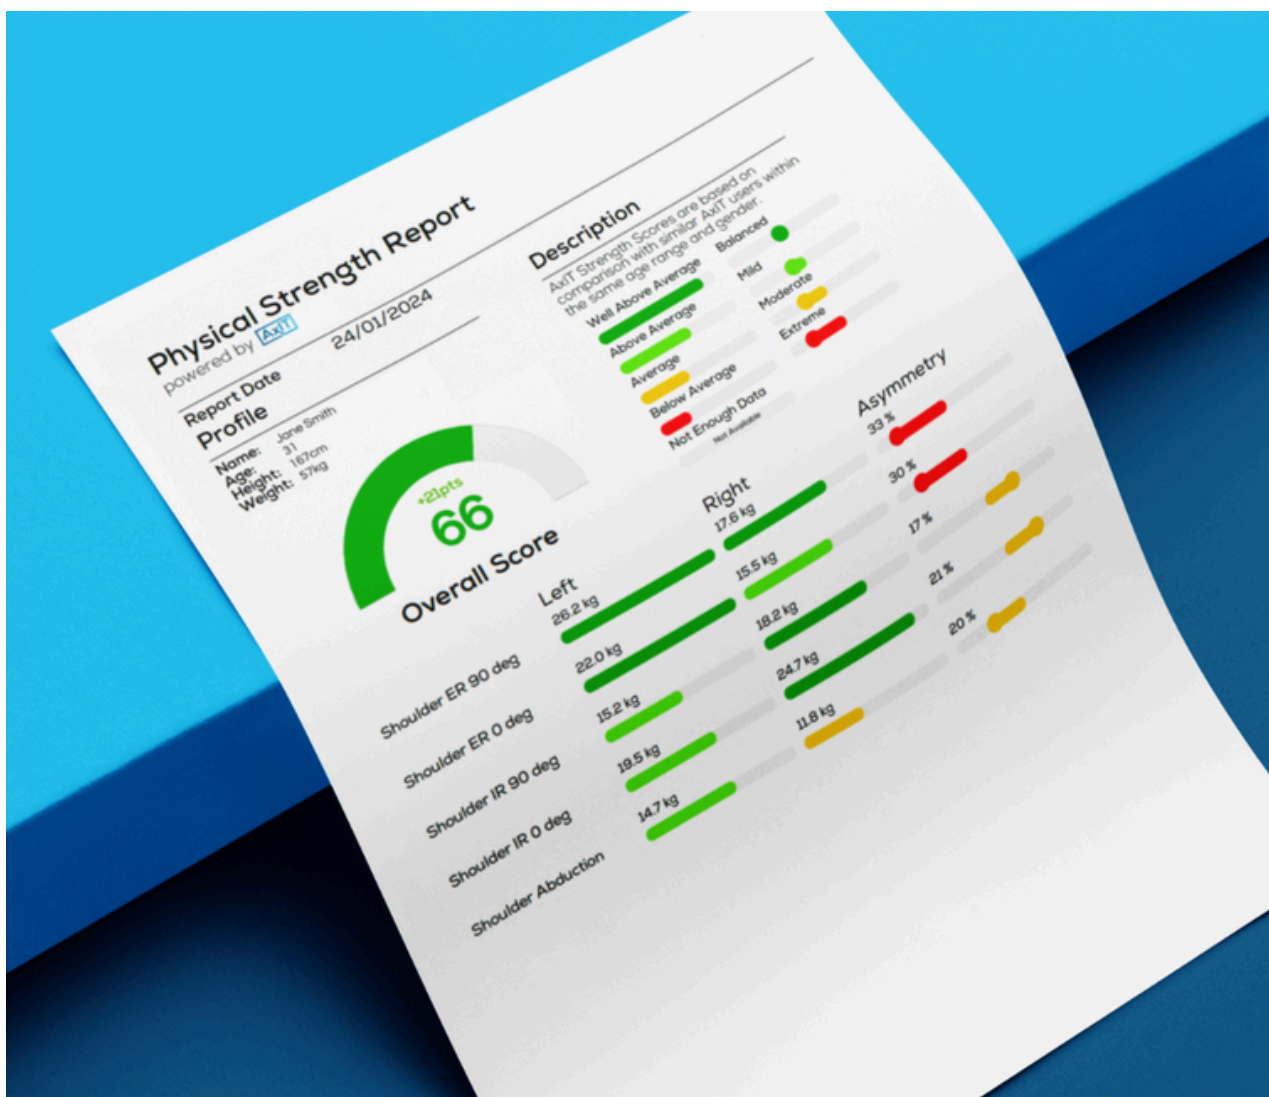 Physical Strength Report
powered by AxIT
Report Date 24/01/2024
Profile
Name: Jane Smith
Age: 31
Height: 167cm
Weight: 57kg
+21pts
66
Overall Score
Description
AxIT Strength Scores are based on
comparison with similar AxIT users within
the same age range and gender.
Well Above Average Balanced
Above Average Mild
Average Moderate
Below Average Extreme
Not Enough Data
Not Available
Left Right Asymmetry
Shoulder ER 90 deg 26.2 kg 17.6 kg 33 %
Shoulder ER 0 deg 22.0 kg 15.5 kg 30 %
Shoulder IR 90 deg 15.2 kg 18.2 kg 17 %
Shoulder IR 0 deg 19.5 kg 24.7 kg 21 %
Shoulder Abduction 14.7 kg 11.8 kg 20 %